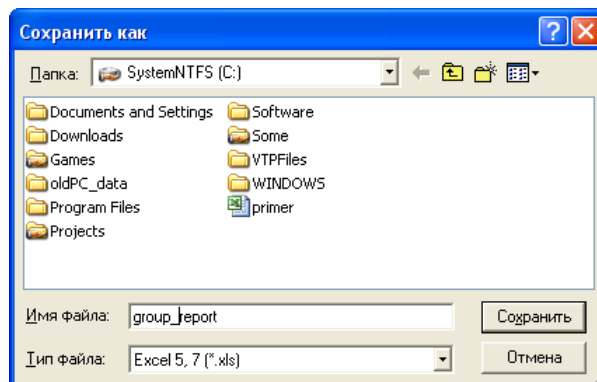 Сохранить как
Папка: SystemNTFS (C:)
Documents and Settings
Downloads
Games
oldPC_data
Program Files
Projects
Software
Some
VTPFiles
WINDOWS
primer
Имя файла: group_report Сохранить
Тип файла: Excel 5, 7 (*.xls) Отмена